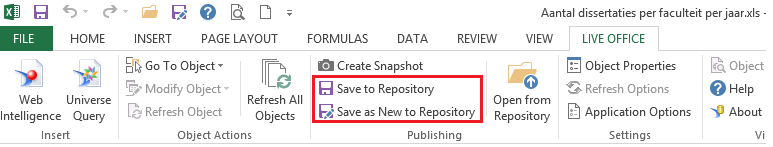 Aantal dissertaties per faculteit per jaar.xls -
FILE HOME INSERT PAGE LAYOUT FORMULAS DATA REVIEW VIEW LIVE OFFICE
Web Intelligence
Universe Query
Insert
Go To Object
Modify Object
Refresh Object
Refresh All Objects
Object Actions
Create Snapshot
Save to Repository
Save as New to Repository
Open from Repository
Publishing
Object Properties
Refresh Options
Application Options
Settings
Object
Help
About
Vi